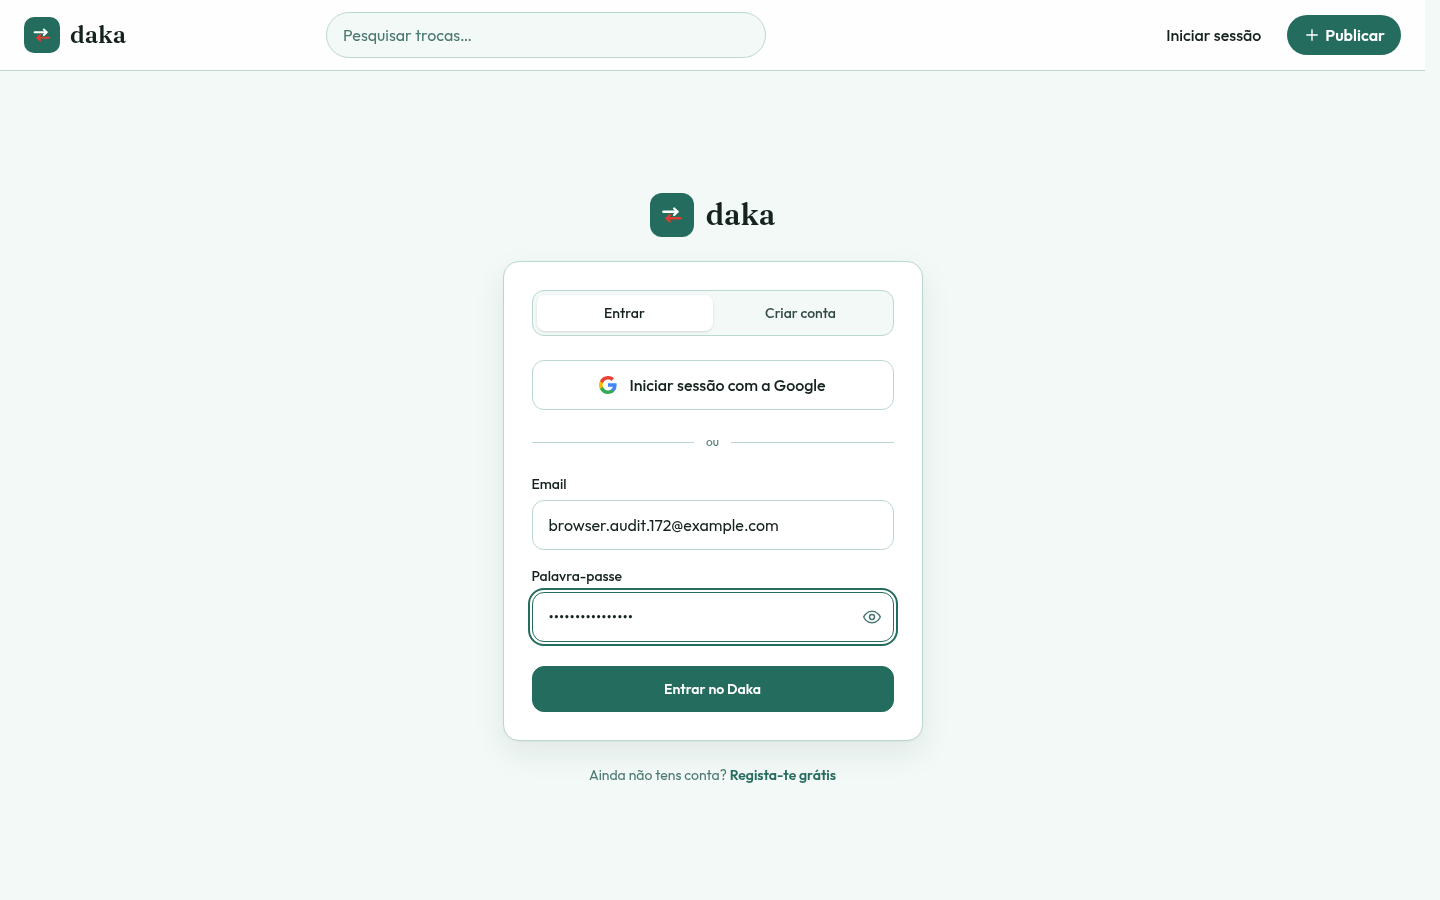 daka
Pesquisar trocas...
Iniciar sessão
Publicar
daka
Entrar
Criar conta
Iniciar sessão com a Google
ou
Email
browser.audit.172@example.com
Palavra-passe
••••••••••••••••
Entrar no Daka
Ainda não tens conta? Regista-te grátis